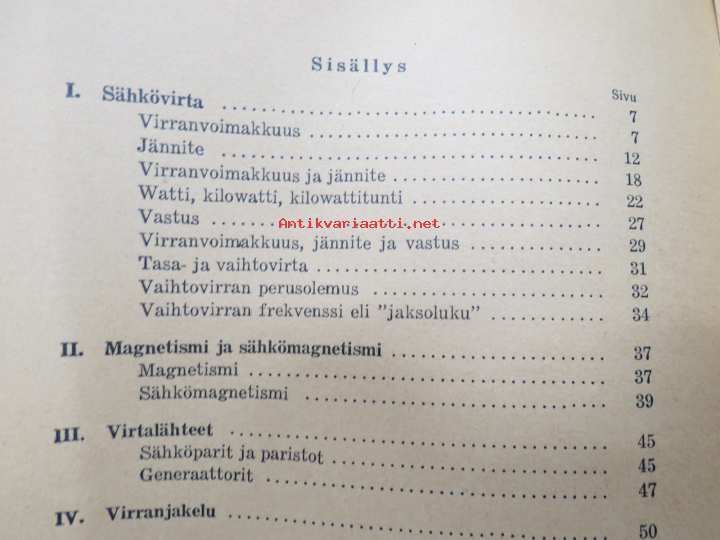 Sisällys
Sivu
I. Sähkövirta ........................................ 7
Virranvoimakkuus .............................. 7
Jännite ........................................ 12
Virranvoimakkuus ja jännite ...................... 18
Watti, kilowatti, kilowattitunti .................... 22
Vastus ........................................ 27
Antikvariaatti.net
Virranvoimakkuus, jännite ja vastus .............. 29
Tasa- ja vaihtovirta .............................. 31
Vaihtovirran perusolemus ........................ 32
Vaihtovirran frekvenssi eli ”jaksoluku” ............ 34
II. Magnetismi ja sähkömagnetismi .................... 37
Magnetismi .................................... 37
Sähkömagnetismi .............................. 39
III. Virtalähteet .................................... 45
Sähköparit ja paristot .......................... 45
Generaattorit .................................. 47
IV. Virranjakelu .................................... 50